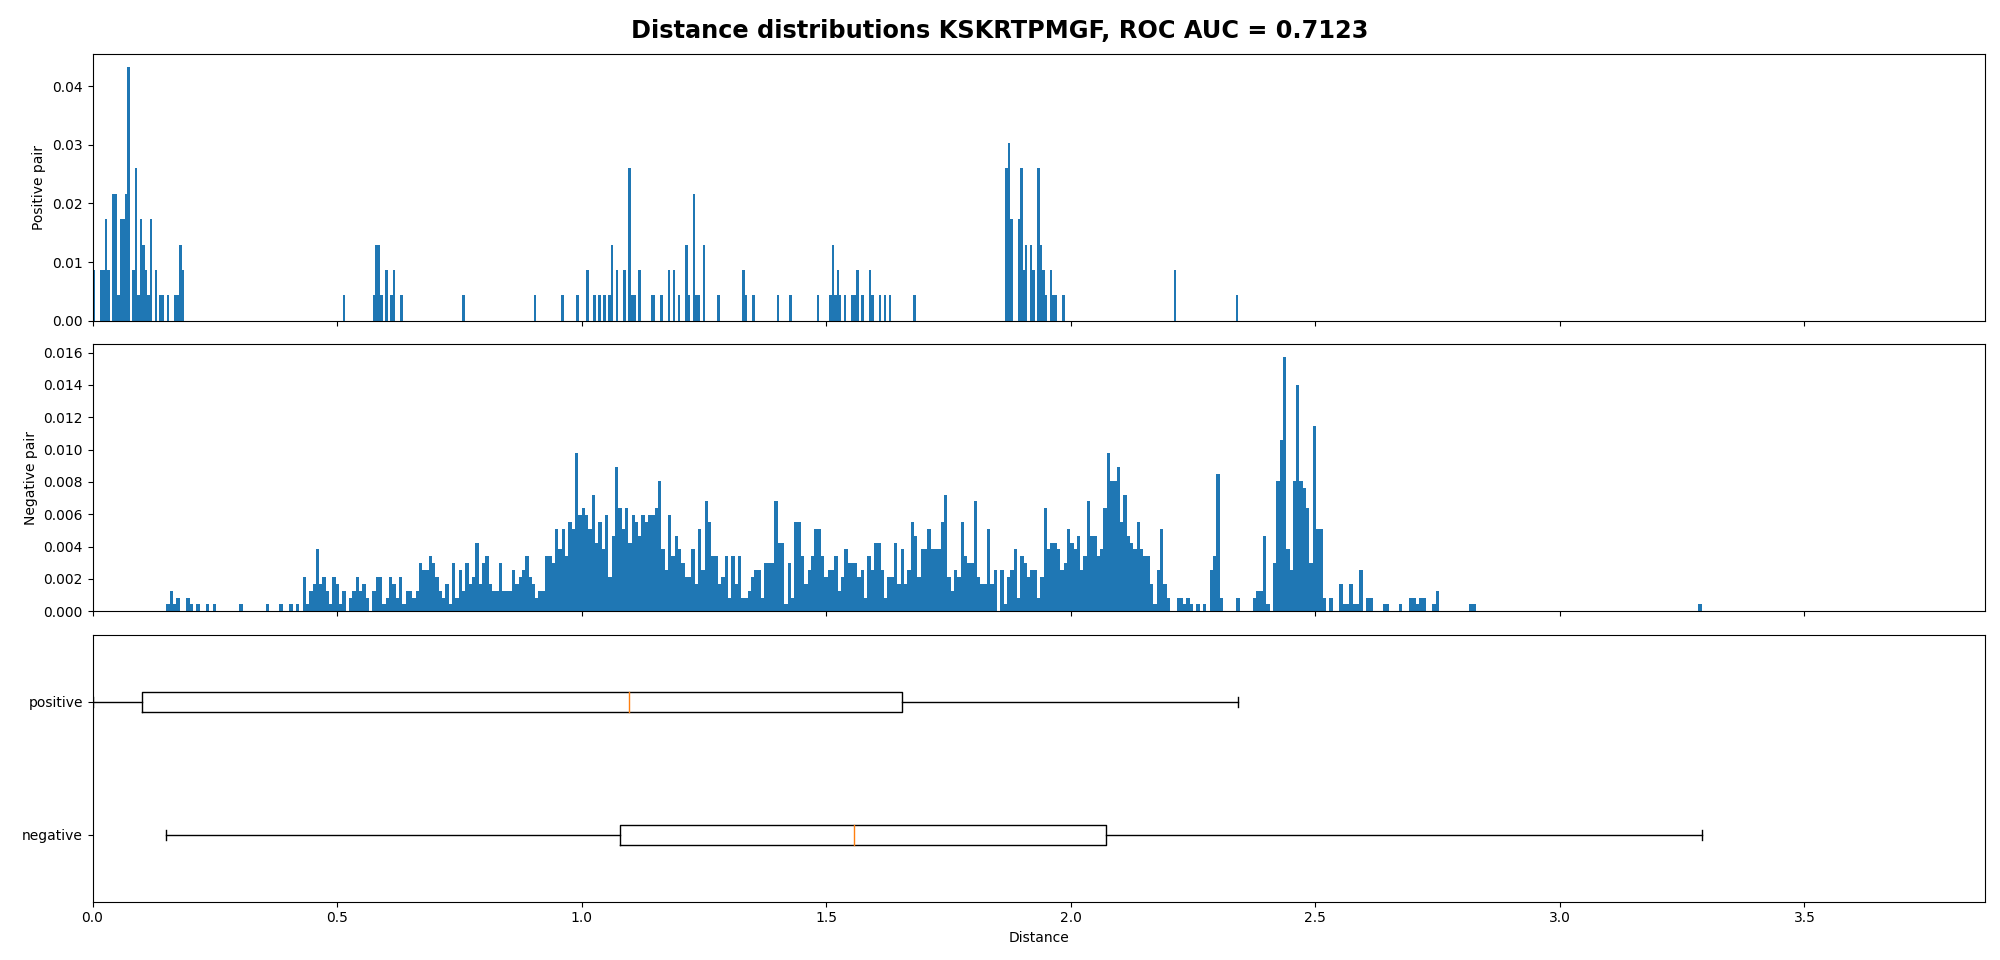 Distance distributions KSKRTPMGF, ROC AUC = 0.7123
0.04
0.03
0.02
0.01
0.00
Positive pair
0.016
0.014
0.012
0.010
0.008
0.006
0.004
0.002
0.000
Negative pair
positive
negative
0.0 0.5 1.0 1.5 2.0 2.5 3.0 3.5
Distance